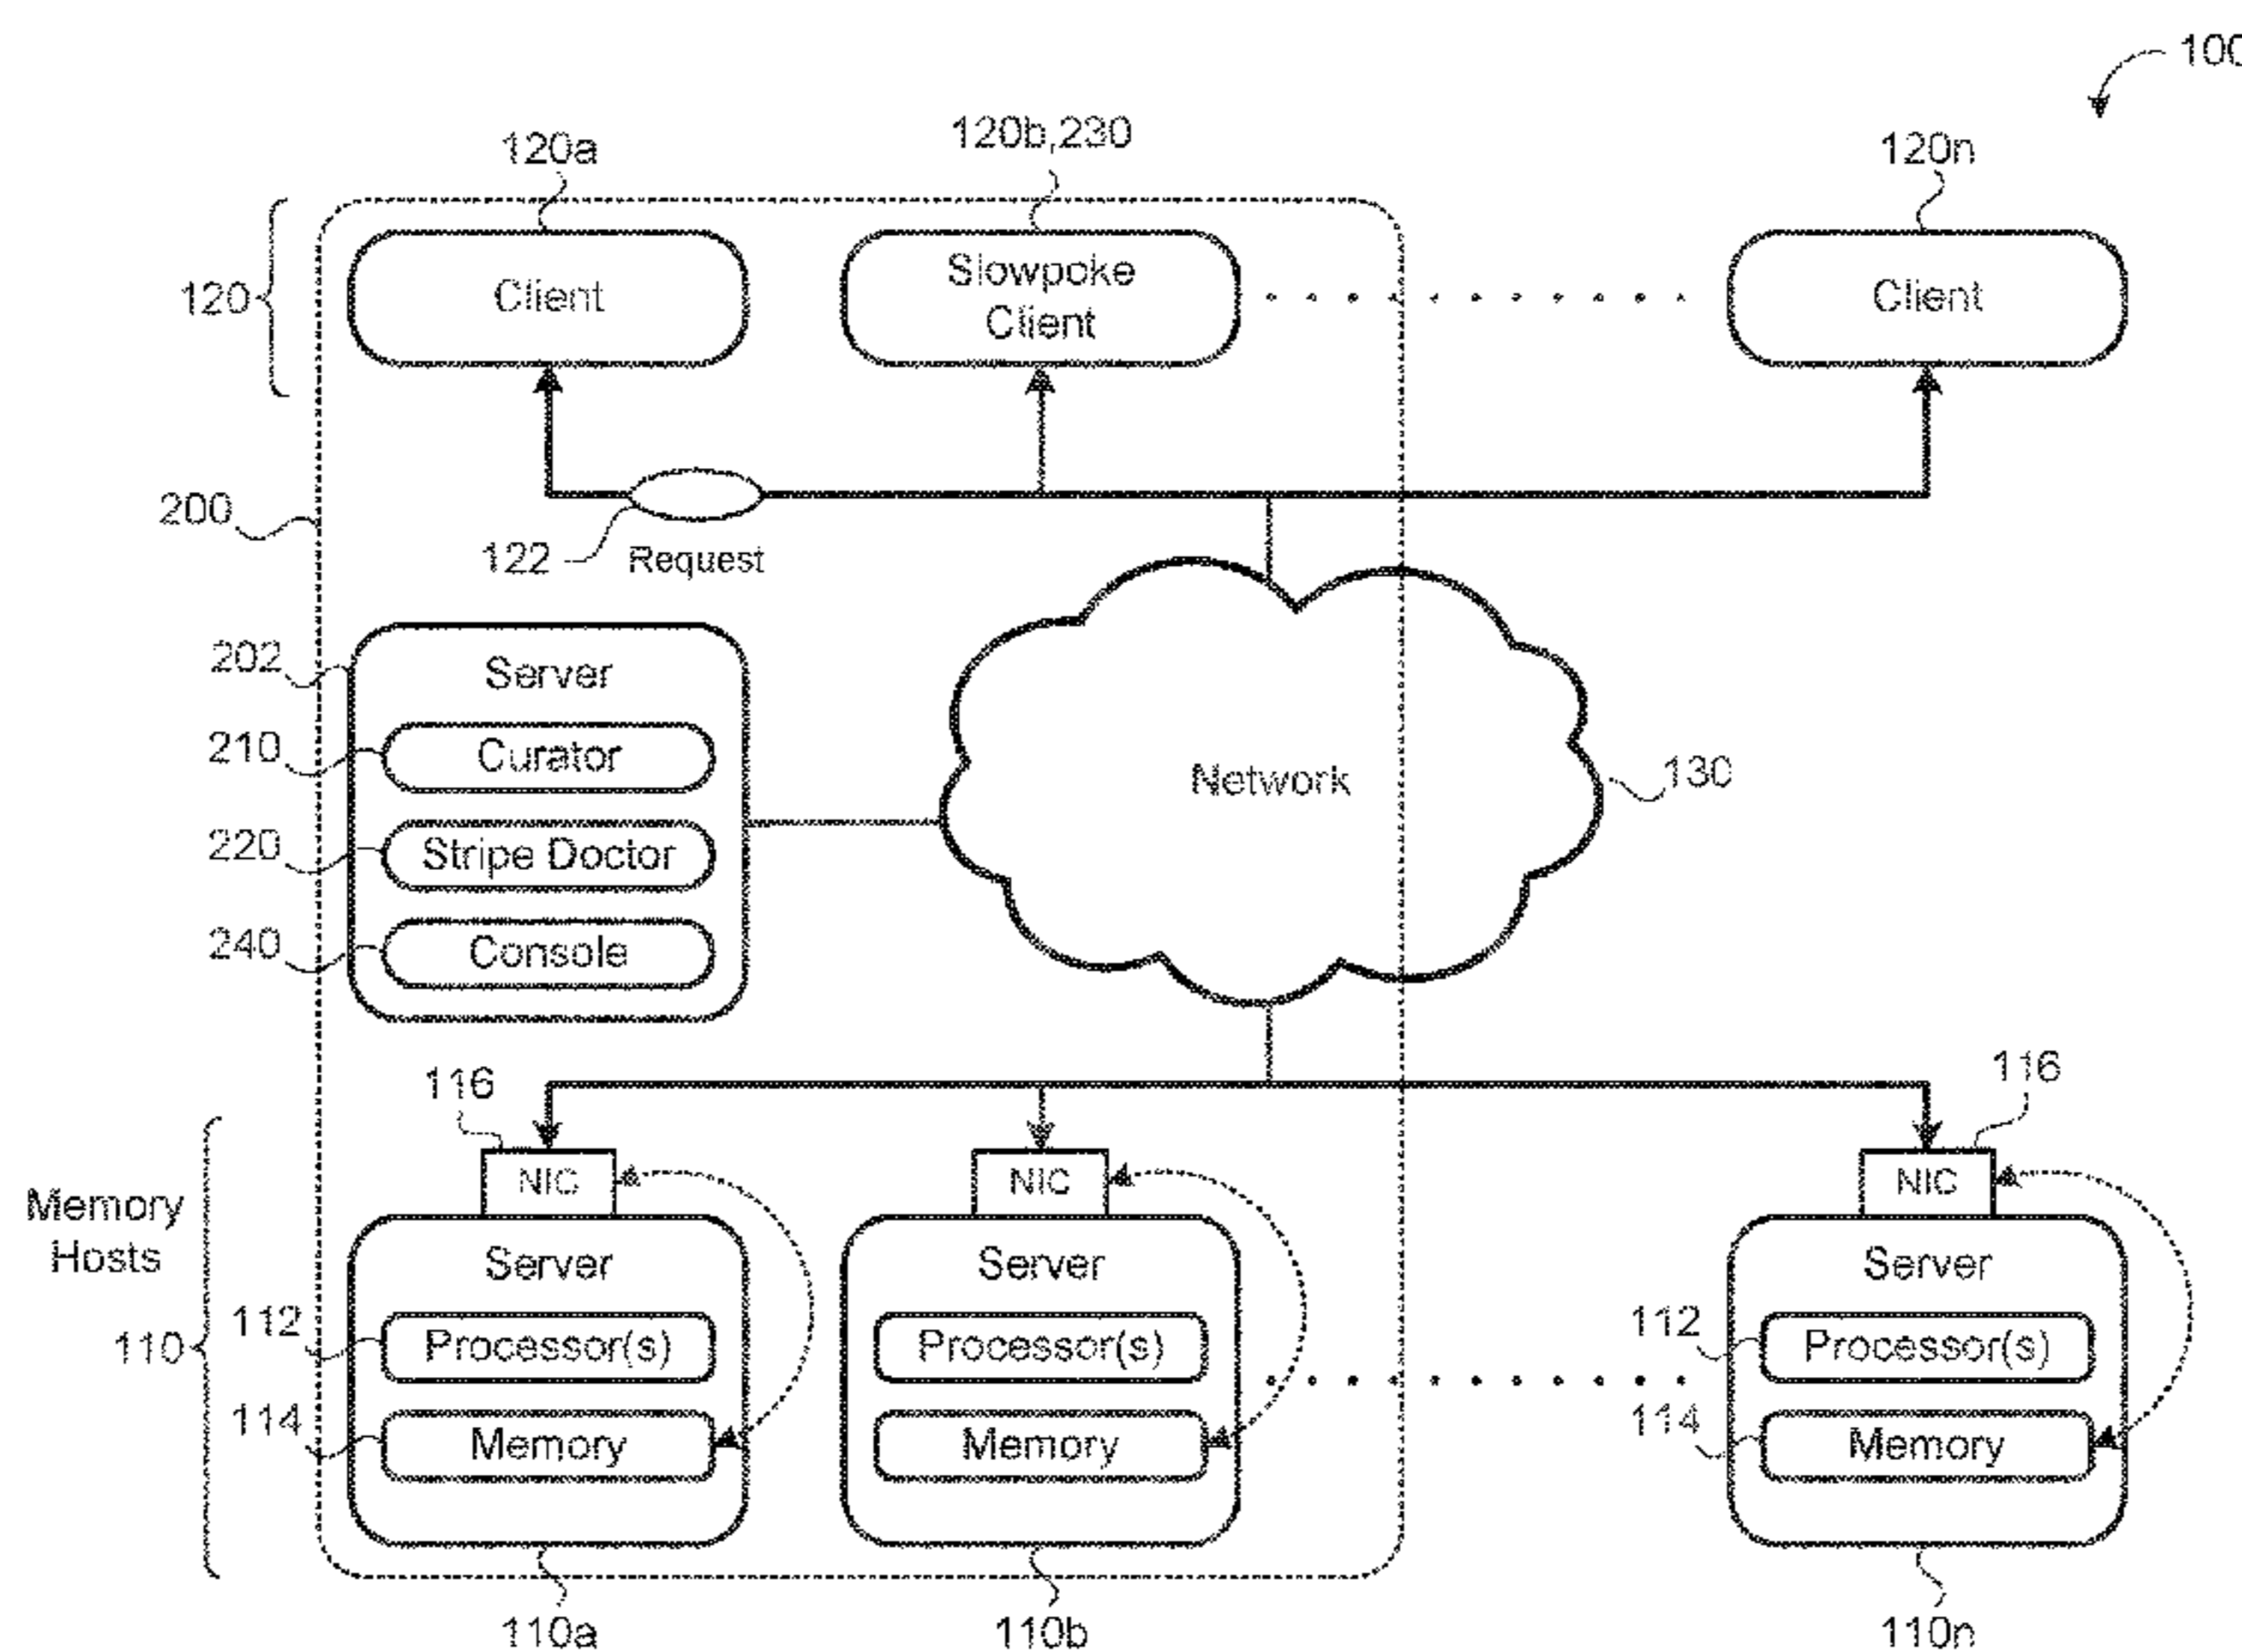 100
120a
120b,230
120n
120
Client
Slowpoke
Client
Client
200
122
Request
202
Server
210
Curator
Network
130
220
Stripe Doctor
240
Console
116
116
NIC
NIC
NIC
Memory
Hosts
Server
Server
Server
110
112
Processor(s)
Processor(s)
112
Processor(s)
114
Memory
Memory
114
Memory
110a
110b
110n